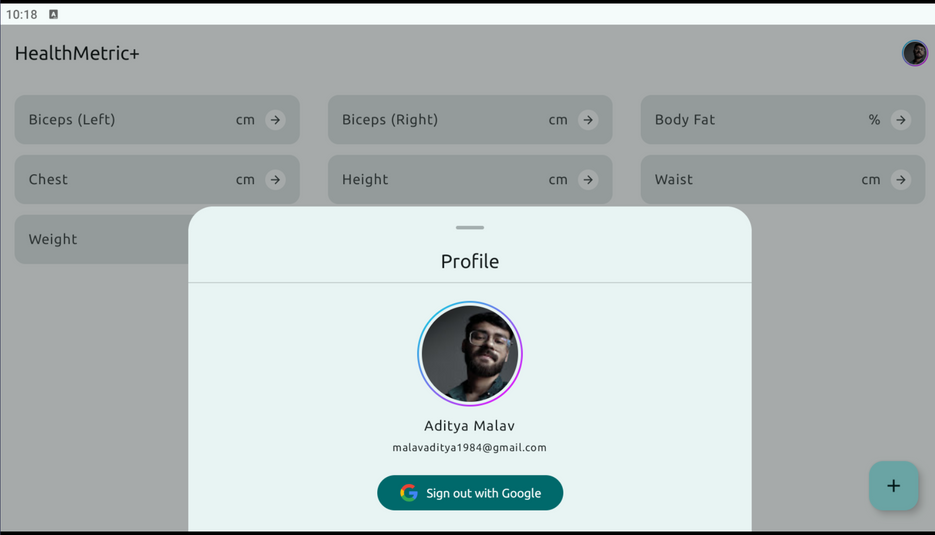 10:18 A
HealthMetric+
Biceps (Left) cm
Biceps (Right) cm
Body Fat %
Chest cm
Height cm
Waist cm
Weight
Profile
Aditya Malav
malavaditya1984@gmail.com
Sign out with Google
+